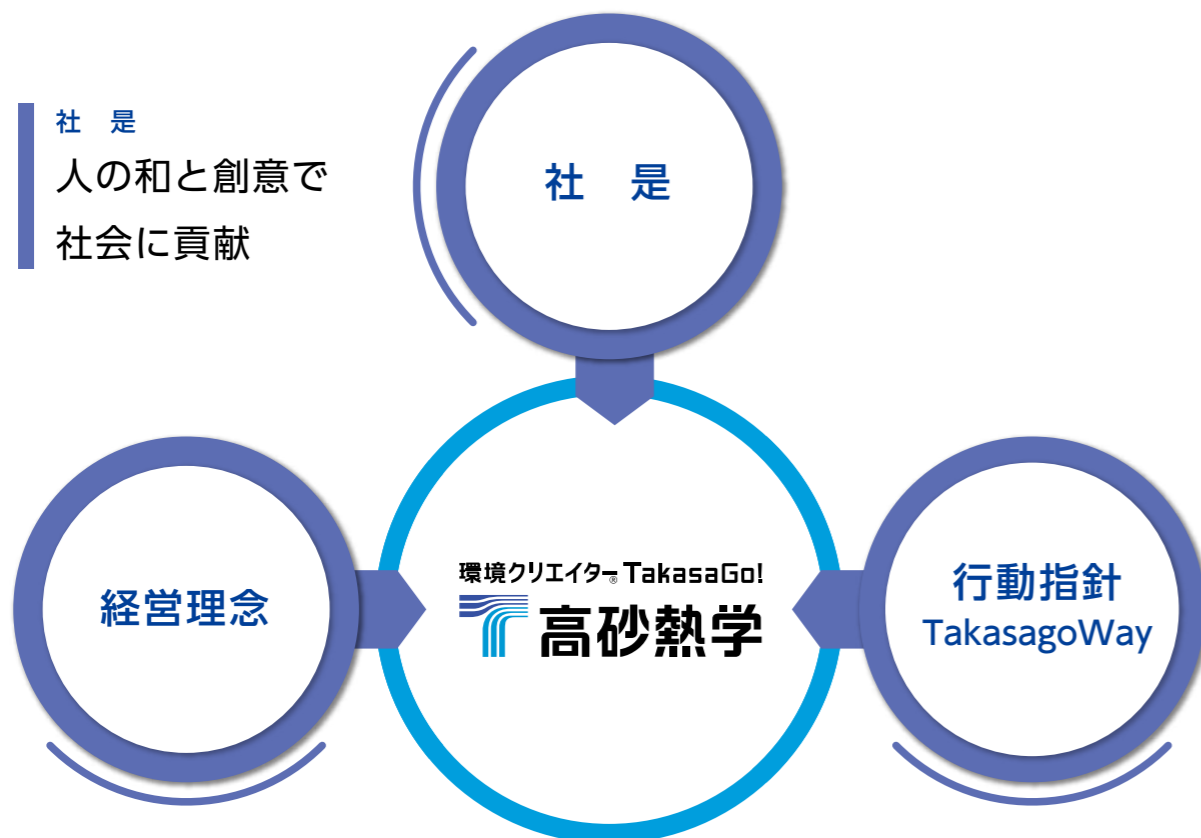 社　是
人の和と創意で
社会に貢献
社　是
環境クリエイター® TakasaGo!
高砂熱学
経営理念
行動指針
TakasagoWay